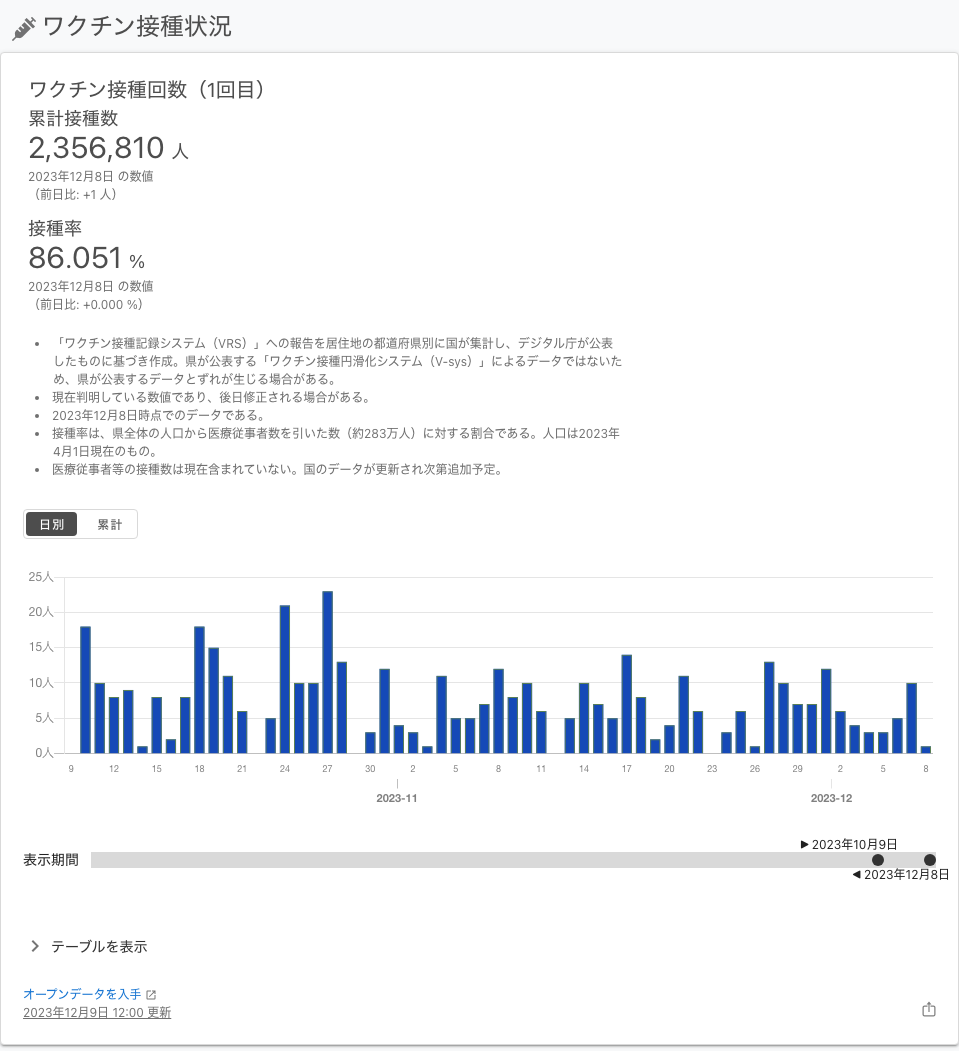 ワクチン接種状況
ワクチン接種回数（1回目）
累計接種数
2,356,810 人
2023年12月8日 の数値
（前日比: +1 人）
接種率
86.051 %
2023年12月8日 の数値
（前日比: +0.000 %）
• 「ワクチン接種記録システム（VRS）」への報告を居住地の都道府県別に国が集計し、デジタル庁が公表
したものに基づき作成。県が公表する「ワクチン接種円滑化システム（V-sys）」によるデータではないた
め、県が公表するデータとずれが生じる場合がある。
• 現在判明している数値であり、後日修正される場合がある。
• 2023年12月8日時点でのデータである。
• 接種率は、県全体の人口から医療従事者数を引いた数（約283万人）に対する割合である。人口は2023年
4月1日現在のもの。
• 医療従事者等の接種数は現在含まれていない。国のデータが更新され次第追加予定。
日別 累計
25人
20人
15人
10人
5人
0人
9 12 15 18 21 24 27 30 2 5 8 11 14 17 20 23 26 29 2 5 8
2023-11 2023-12
▶ 2023年10月9日
表示期間
◀ 2023年12月8日
テーブルを表示
オープンデータを入手
2023年12月9日 12:00 更新